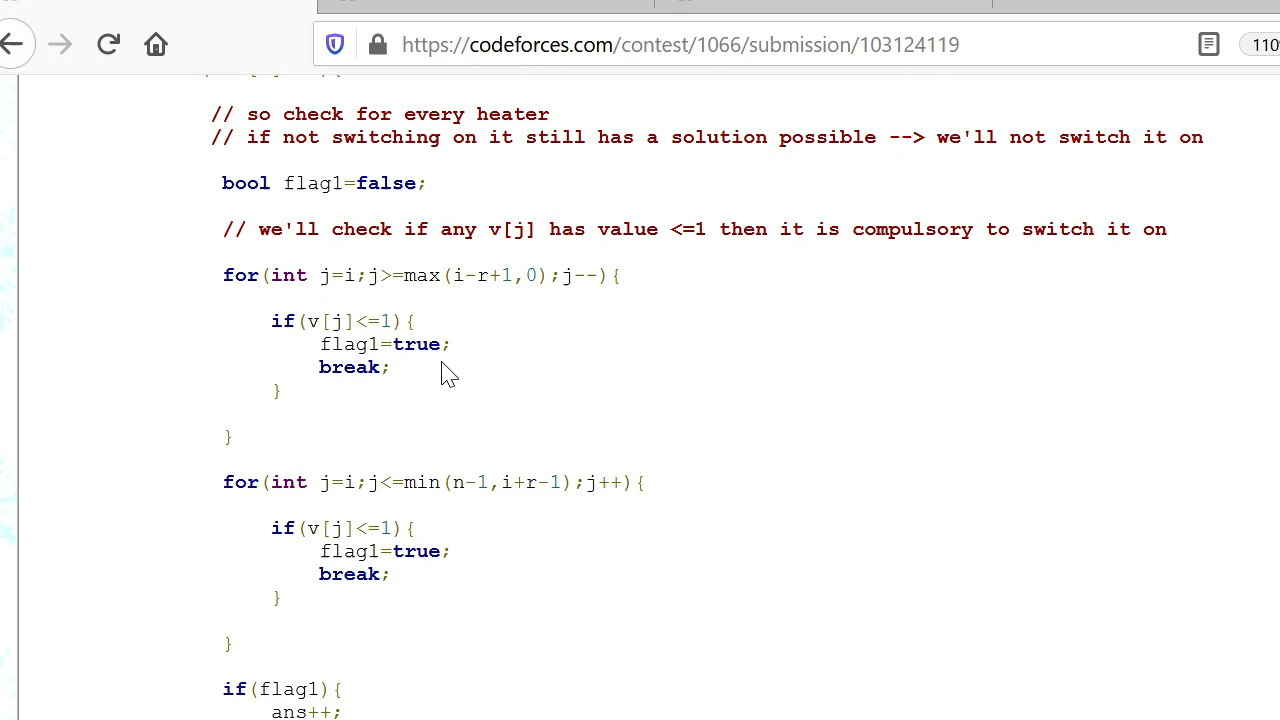 https://codeforces.com/contest/1066/submission/103124119
110
// so check for every heater
// if not switching on it still has a solution possible --> we'll not switch it on
bool flag1=false;
// we'll check if any v[j] has value <=1 then it is compulsory to switch it on
for(int j=i;j>=max(i-r+1,0);j--){
if(v[j]<=1){
flag1=true;
break;
}
}
for(int j=i;j<=min(n-1,i+r-1);j++){
if(v[j]<=1){
flag1=true;
break;
}
}
if(flag1){
ans++;